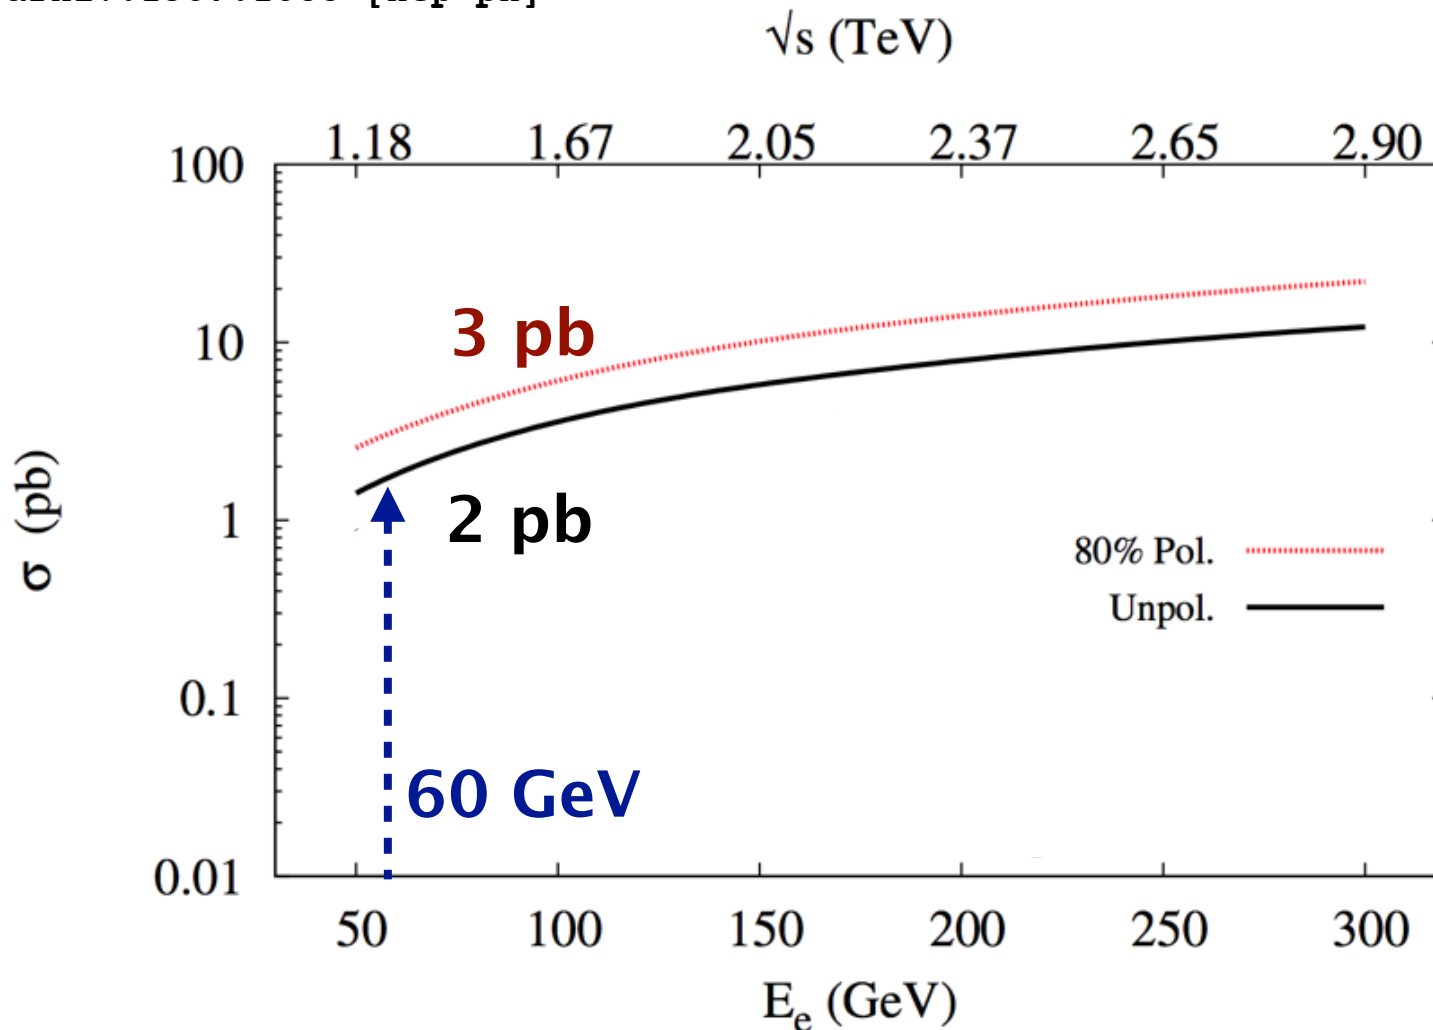 √s (TeV)
1.18 1.67 2.05 2.37 2.65 2.90
100
10
1
0.1
0.01
σ (pb)
3 pb
2 pb
80% Pol.
Unpol.
60 GeV
50 100 150 200 250 300
E_e (GeV)